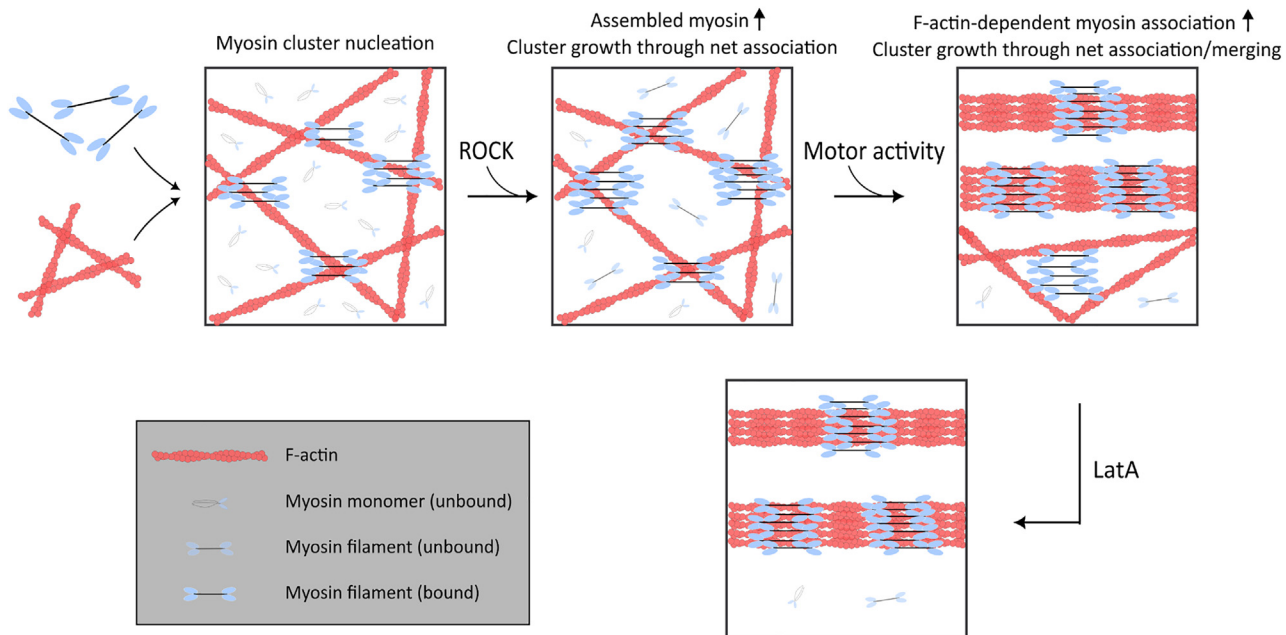 Myosin cluster nucleation
Assembled myosin ↑
Cluster growth through net association
F-actin-dependent myosin association ↑
Cluster growth through net association/merging
ROCK
Motor activity
LatA
F-actin
Myosin monomer (unbound)
Myosin filament (unbound)
Myosin filament (bound)